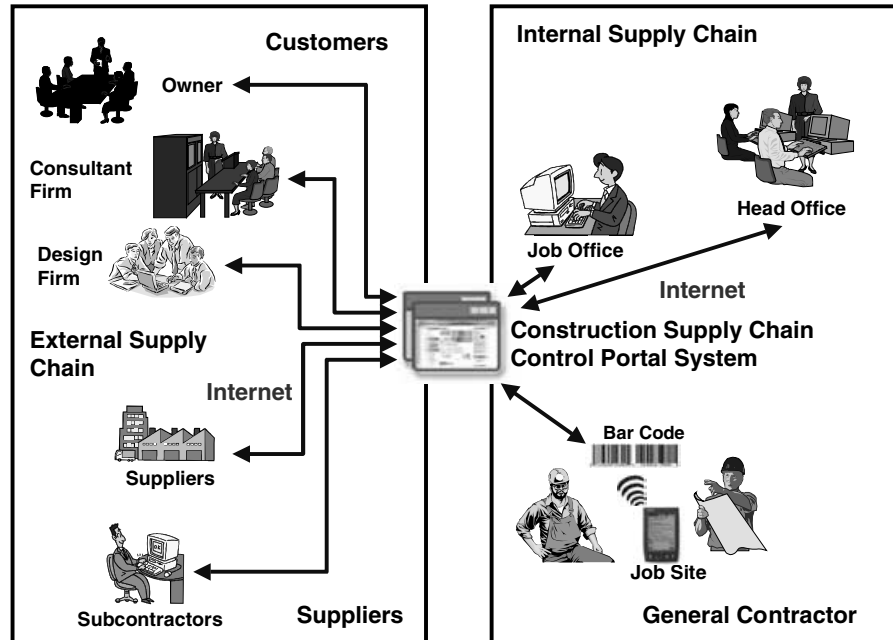 Customers
Owner
Consultant
Firm
Design
Firm
External Supply
Chain
Internet
Suppliers
Subcontractors
Suppliers
Internal Supply Chain
Head Office
Job Office
Internet
Construction Supply Chain
Control Portal System
Bar Code
Job Site
General Contractor